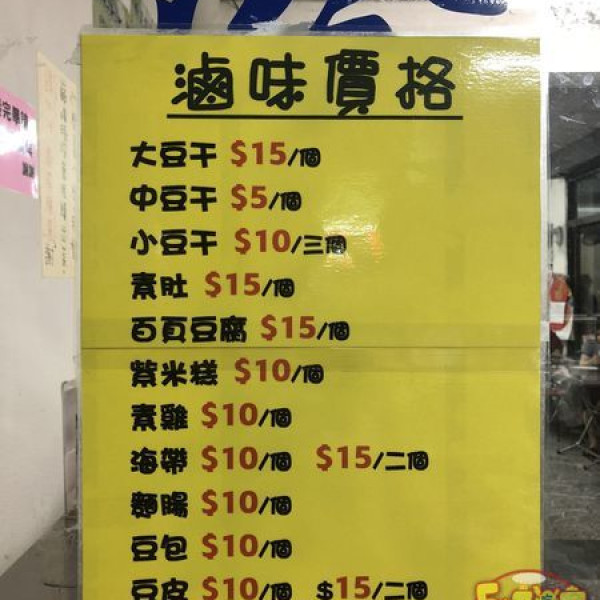 滷味價格
大豆干 $15/個
中豆干 $5/個
小豆干 $10/三個
素肚 $15/個
百頁豆腐 $15/個
紫米糕 $10/個
素雞 $10/個
海帶 $10/個 $15/二個
麵腸 $10/個
豆包 $10/個
豆皮 $10/個 $15/二個